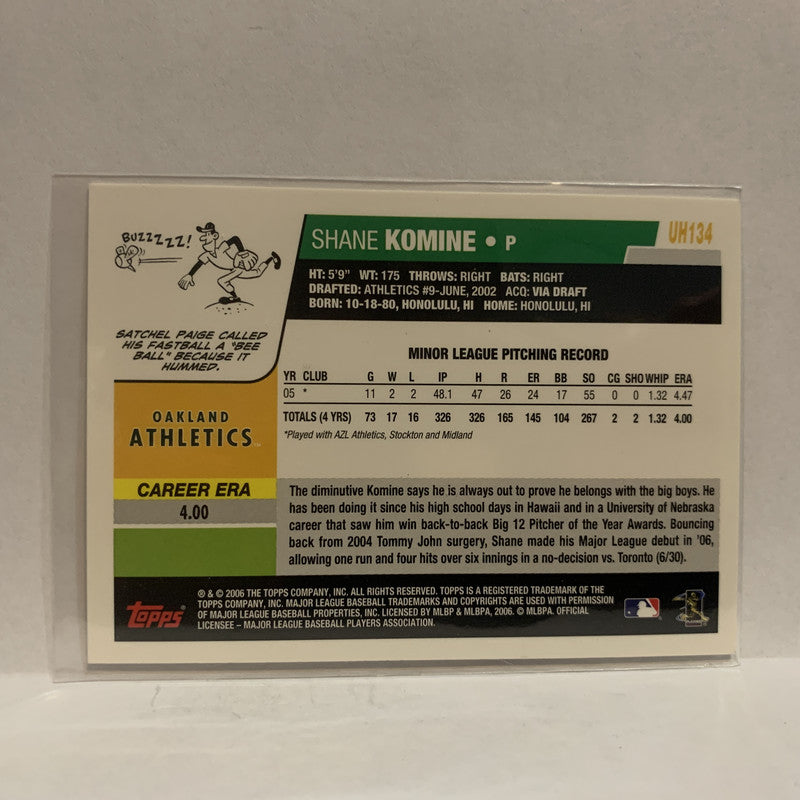 BUZZZZZ!
SATCHEL PAIGE CALLED
HIS FASTBALL A "BEE
BALL" BECAUSE IT
HUMMED.
SHANE KOMINE • P
UH134
HT: 5'9" WT: 175 THROWS: RIGHT BATS: RIGHT
DRAFTED: ATHLETICS #9-JUNE, 2002 ACQ: VIA DRAFT
BORN: 10-18-80, HONOLULU, HI HOME: HONOLULU, HI
MINOR LEAGUE PITCHING RECORD
YR CLUB G W L IP H R ER BB SO CG SHO WHIP ERA
05 * 11 2 2 48.1 47 26 24 17 55 0 0 1.32 4.47
TOTALS (4 YRS) 73 17 16 326 326 165 145 104 267 2 2 1.32 4.00
*Played with AZL Athletics, Stockton and Midland
OAKLAND
ATHLETICS
CAREER ERA
4.00
The diminutive Komine says he is always out to prove he belongs with the big boys. He
has been doing it since his high school days in Hawaii and in a University of Nebraska
career that saw him win back-to-back Big 12 Pitcher of the Year Awards. Bouncing
back from 2004 Tommy John surgery, Shane made his Major League debut in '06,
allowing one run and four hits over six innings in a no-decision vs. Toronto (6/30).
Topps
® & © 2006 THE TOPPS COMPANY, INC. ALL RIGHTS RESERVED. TOPPS IS A REGISTERED TRADEMARK OF THE
TOPPS COMPANY, INC. MAJOR LEAGUE BASEBALL TRADEMARKS AND COPYRIGHTS ARE USED WITH PERMISSION
OF MAJOR LEAGUE BASEBALL PROPERTIES, INC. LICENSED BY MLBP & MLBPA, 2006. © MLBPA. OFFICIAL
LICENSEE – MAJOR LEAGUE BASEBALL PLAYERS ASSOCIATION.